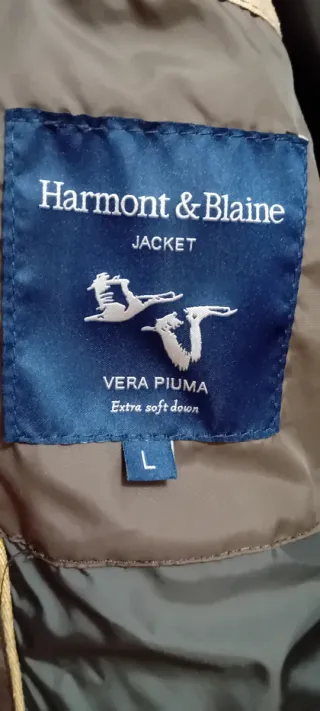 Harmont & Blaine
JACKET
VERA PIUMA
Extra soft down
L